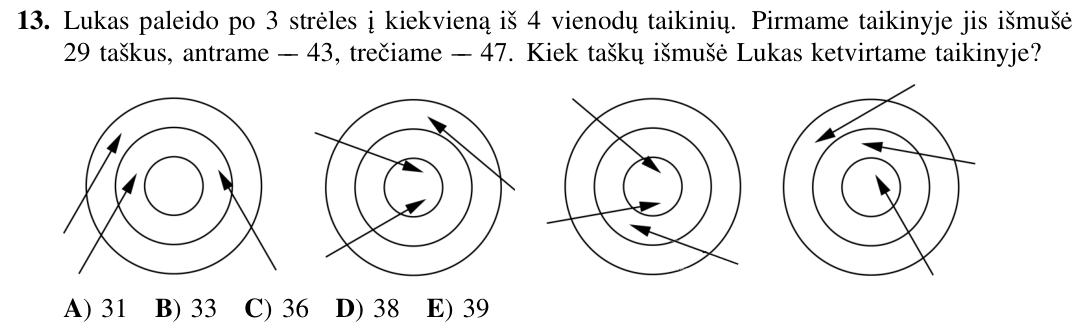 13. Lukas paleido po 3 strėles į kiekvieną iš 4 vienodų taikinių. Pirmame taikinyje jis išmušė
29 taškus, antrame — 43, trečiame — 47. Kiek taškų išmušė Lukas ketvirtame taikinyje?
A) 31 B) 33 C) 36 D) 38 E) 39